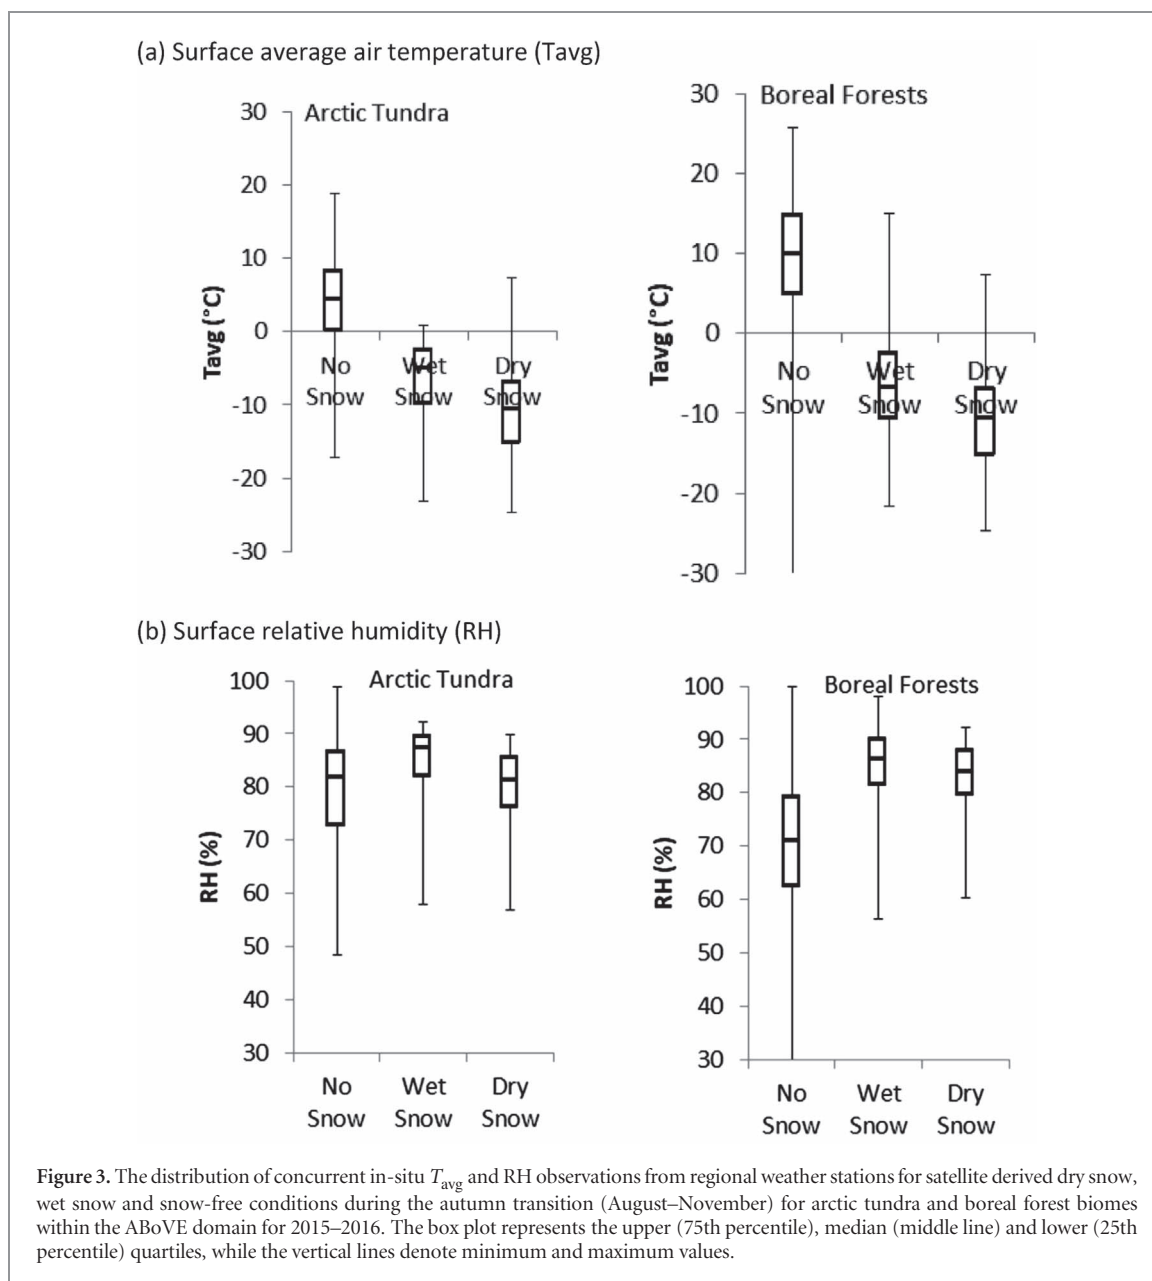 (a) Surface average air temperature (Tavg)
Arctic Tundra
30
20
10
0
-10
-20
-30
Tavg (°C)
No Snow
Wet Snow
Dry Snow
Boreal Forests
30
20
10
0
-10
-20
-30
Tavg (°C)
No Snow
Wet Snow
Dry Snow
(b) Surface relative humidity (RH)
Arctic Tundra
100
90
80
70
60
50
40
30
RH (%)
No Snow
Wet Snow
Dry Snow
Boreal Forests
100
90
80
70
60
50
40
30
RH (%)
No Snow
Wet Snow
Dry Snow
Figure 3. The distribution of concurrent in-situ Tavg and RH observations from regional weather stations for satellite derived dry snow,
wet snow and snow-free conditions during the autumn transition (August–November) for arctic tundra and boreal forest biomes
within the ABoVE domain for 2015–2016. The box plot represents the upper (75th percentile), median (middle line) and lower (25th
percentile) quartiles, while the vertical lines denote minimum and maximum values.